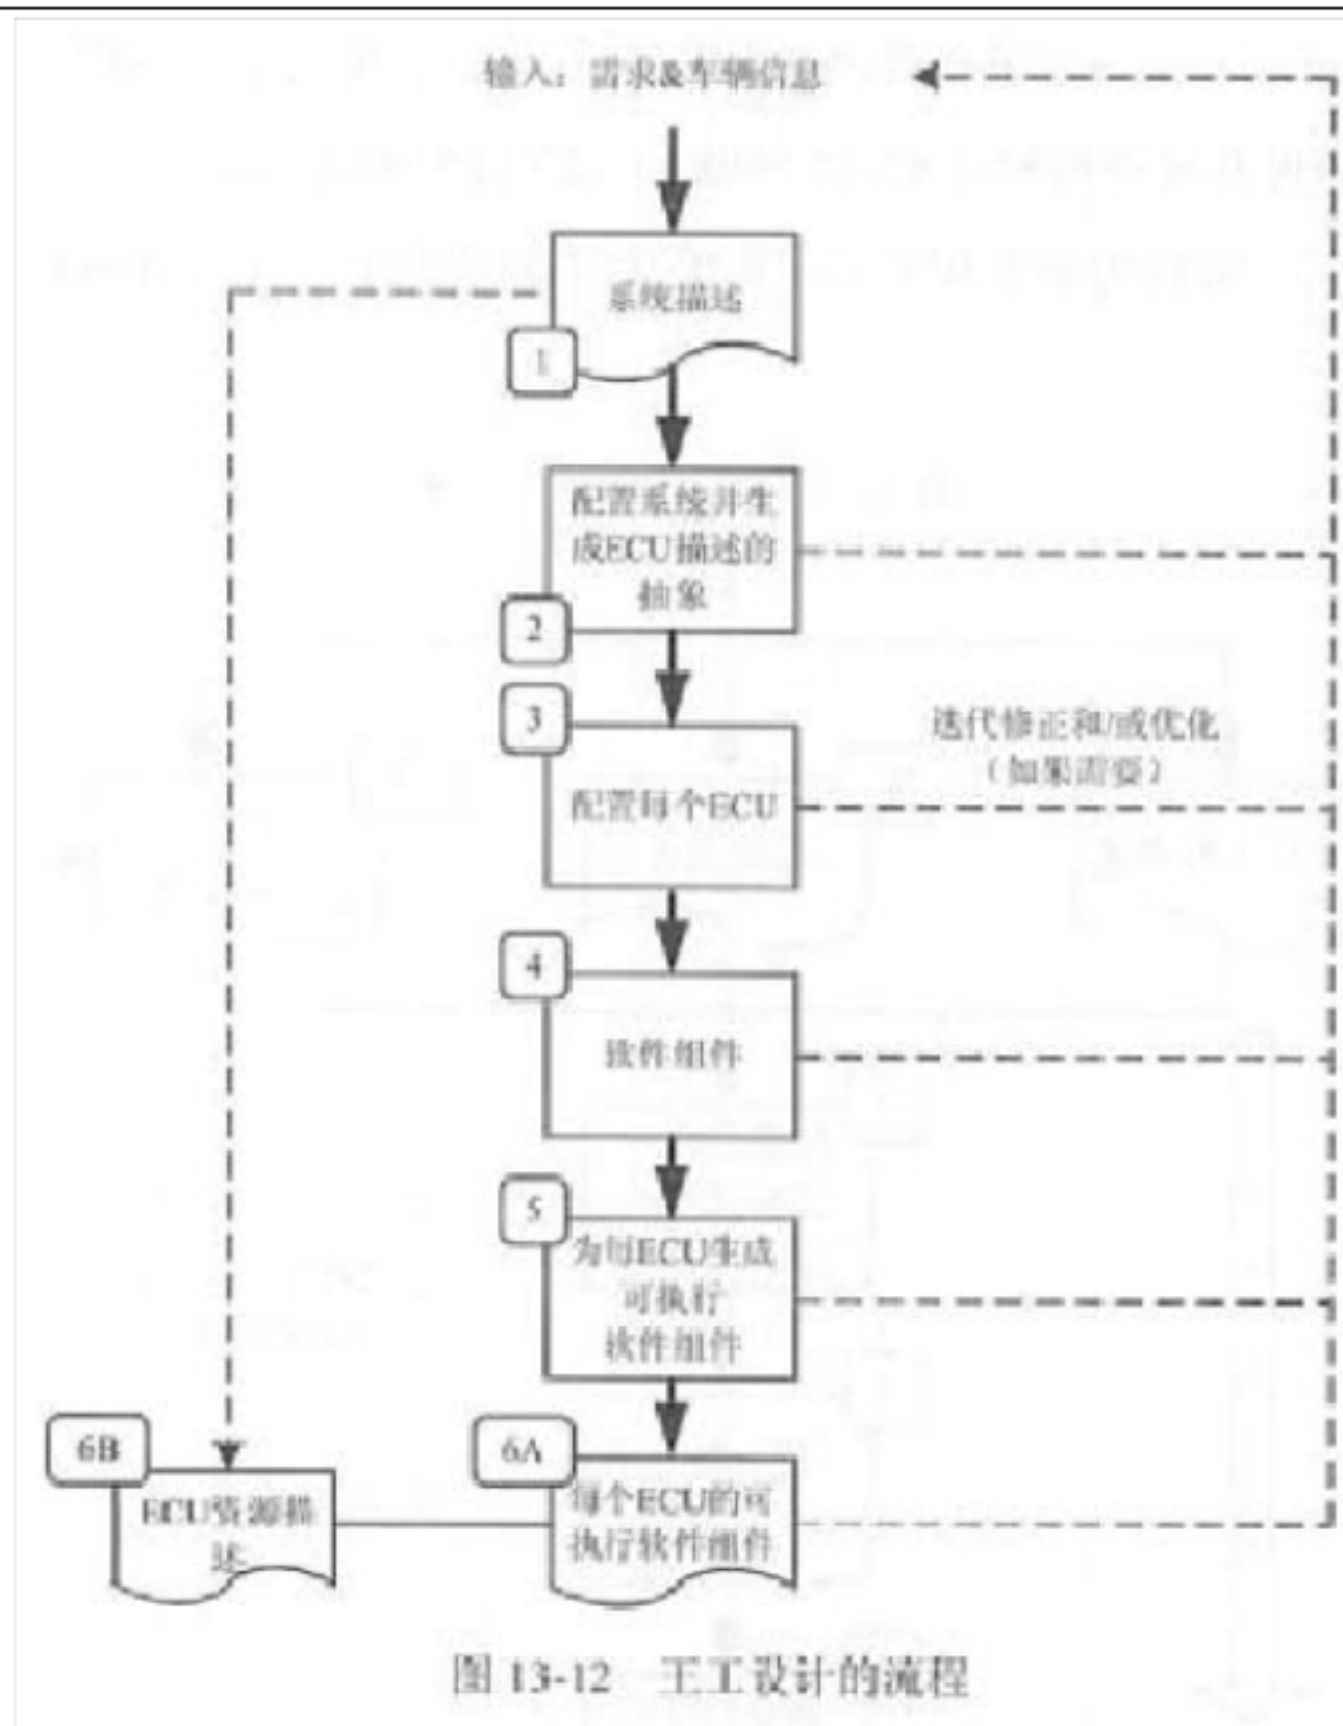 输入：需求&车辆信息
系统描述
1
配置系统并生
成ECU描述的
抽象
2
3
配置每个ECU
迭代修正和/或优化
（如果需要）
4
软件组件
5
为每ECU生成
可执行
软件组件
6B
ECU资源描
述
6A
每个ECU的可
执行软件组件
图 13-12 王工设计的流程